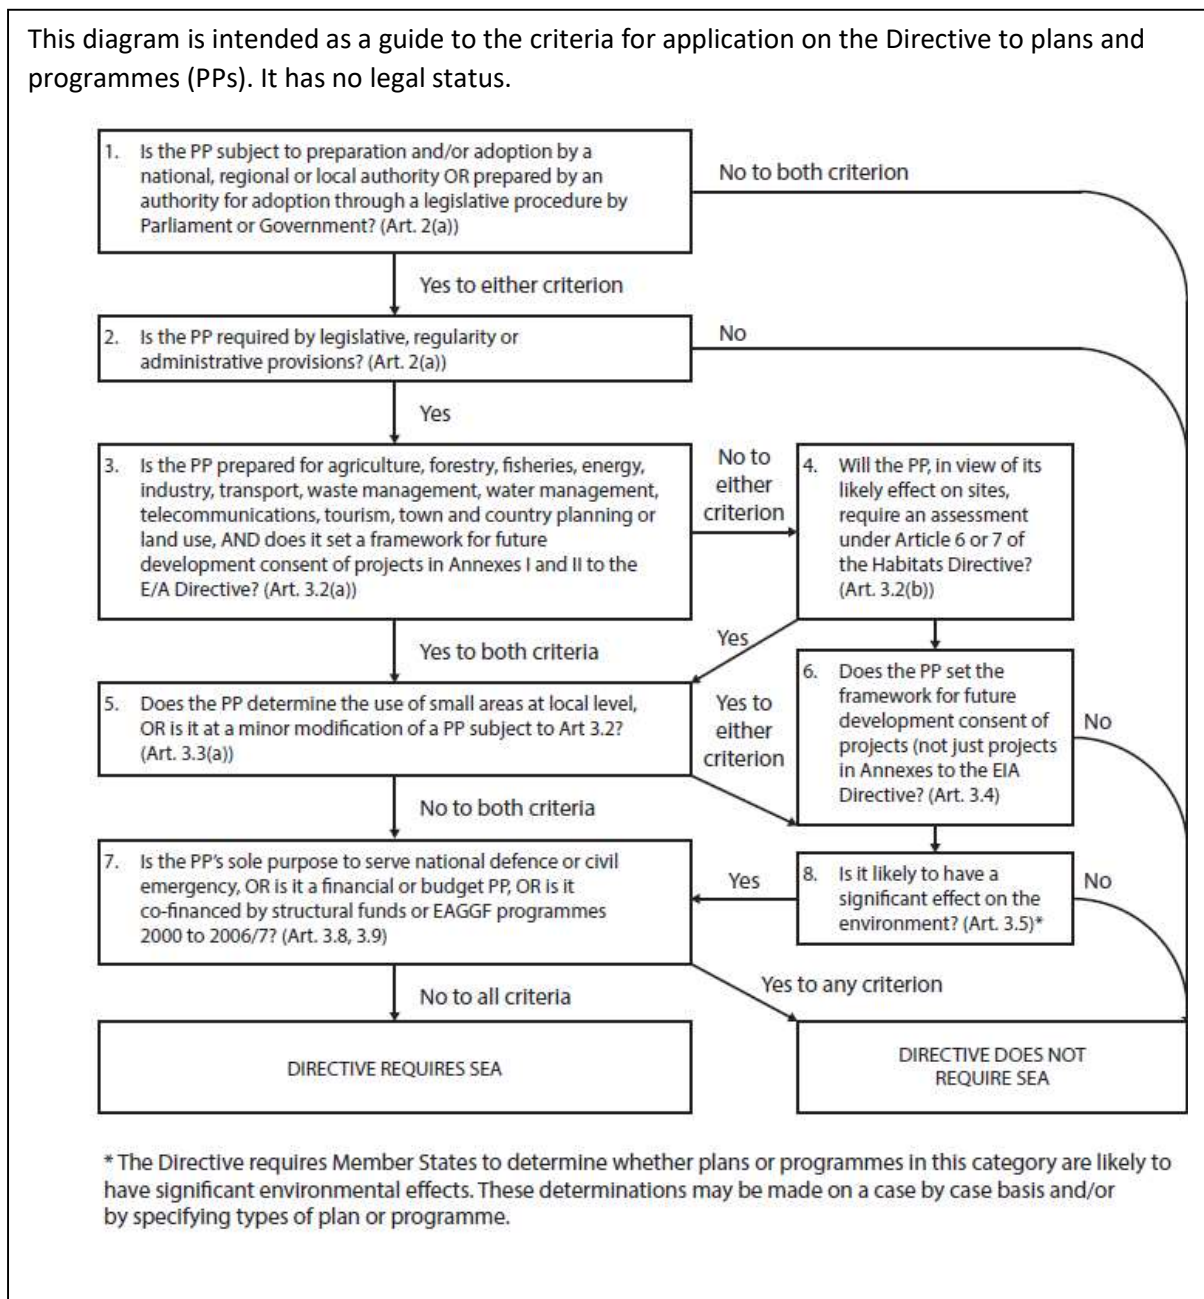 This diagram is intended as a guide to the criteria for application on the Directive to plans and
programmes (PPs). It has no legal status.
1. Is the PP subject to preparation and/or adoption by a
national, regional or local authority OR prepared by an
authority for adoption through a legislative procedure by
Parliament or Government? (Art. 2(a))
No to both criterion
Yes to either criterion
2. Is the PP required by legislative, regularity or
administrative provisions? (Art. 2(a))
No
Yes
3. Is the PP prepared for agriculture, forestry, fisheries, energy,
industry, transport, waste management, water management,
telecommunications, tourism, town and country planning or
land use, AND does it set a framework for future
development consent of projects in Annexes I and II to the
E/A Directive? (Art. 3.2(a))
No to
either
criterion
4. Will the PP, in view of its
likely effect on sites,
require an assessment
under Article 6 or 7 of
the Habitats Directive?
(Art. 3.2(b))
Yes to both criteria
Yes
5. Does the PP determine the use of small areas at local level,
OR is it at a minor modification of a PP subject to Art 3.2?
(Art. 3.3(a))
Yes to
either
criterion
6. Does the PP set the
framework for future
development consent of
projects (not just projects
in Annexes to the EIA
Directive? (Art. 3.4)
No
No to both criteria
7. Is the PP's sole purpose to serve national defence or civil
emergency, OR is it a financial or budget PP, OR is it
co-financed by structural funds or EAGGF programmes
2000 to 2006/7? (Art. 3.8, 3.9)
Yes
8. Is it likely to have a
significant effect on the
environment? (Art. 3.5)*
No
No to all criteria
Yes to any criterion
DIRECTIVE REQUIRES SEA
DIRECTIVE DOES NOT
REQUIRE SEA
* The Directive requires Member States to determine whether plans or programmes in this category are likely to
have significant environmental effects. These determinations may be made on a case by case basis and/or
by specifying types of plan or programme.